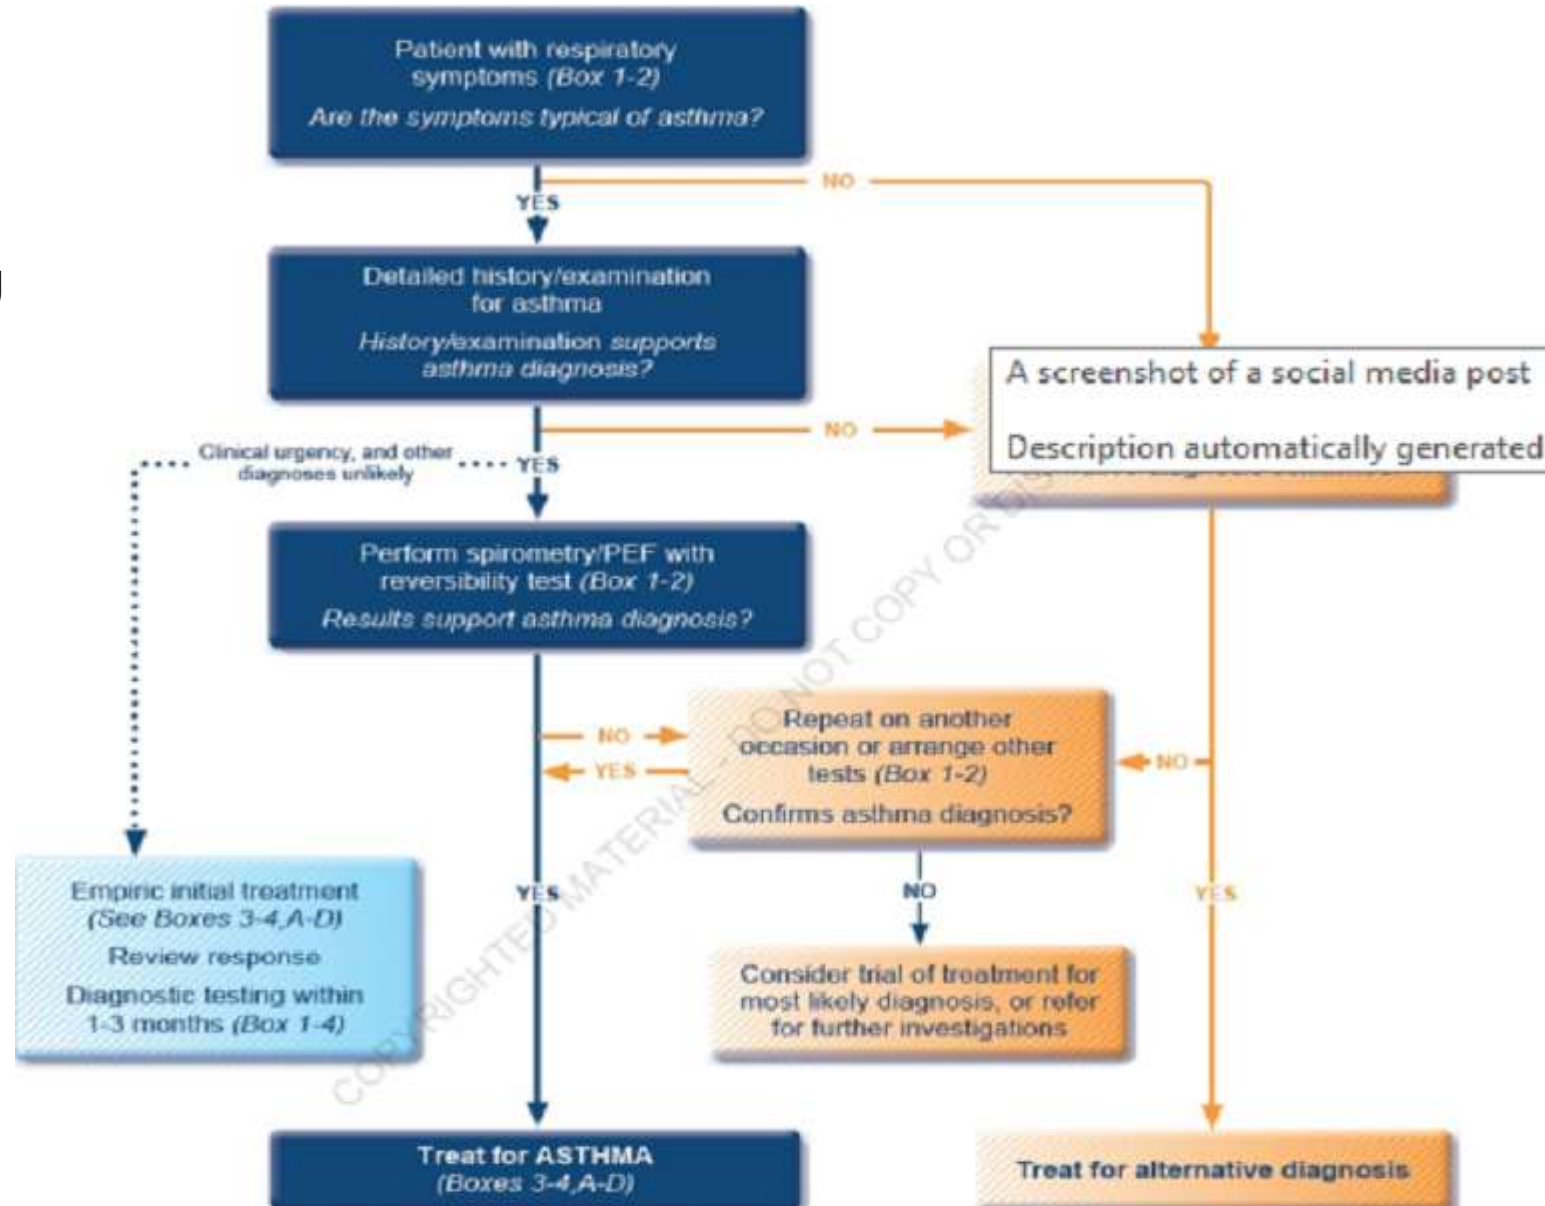 Patient with respiratory
symptoms (Box 1-2)
Are the symptoms typical of asthma?
NO
YES
Detailed history/examination
for asthma
History/examination supports
asthma diagnosis?
A screenshot of a social media post
Description automatically generated
NO
Clinical urgency, and other
diagnoses unlikely
YES
Perform spirometry/PEF with
reversibility test (Box 1-2)
Results support asthma diagnosis?
Repeat on another
occasion or arrange other
tests (Box 1-2)
Confirms asthma diagnosis?
NO
YES
NO
Empiric initial treatment
(See Boxes 3-4,A-D)
Review response
Diagnostic testing within
1-3 months (Box 1-4)
YES
NO
YES
Consider trial of treatment for
most likely diagnosis, or refer
for further investigations
Treat for ASTHMA
(Boxes 3-4,A-D)
Treat for alternative diagnosis
COPYRIGHTED MATERIAL - DO NOT COPY OR